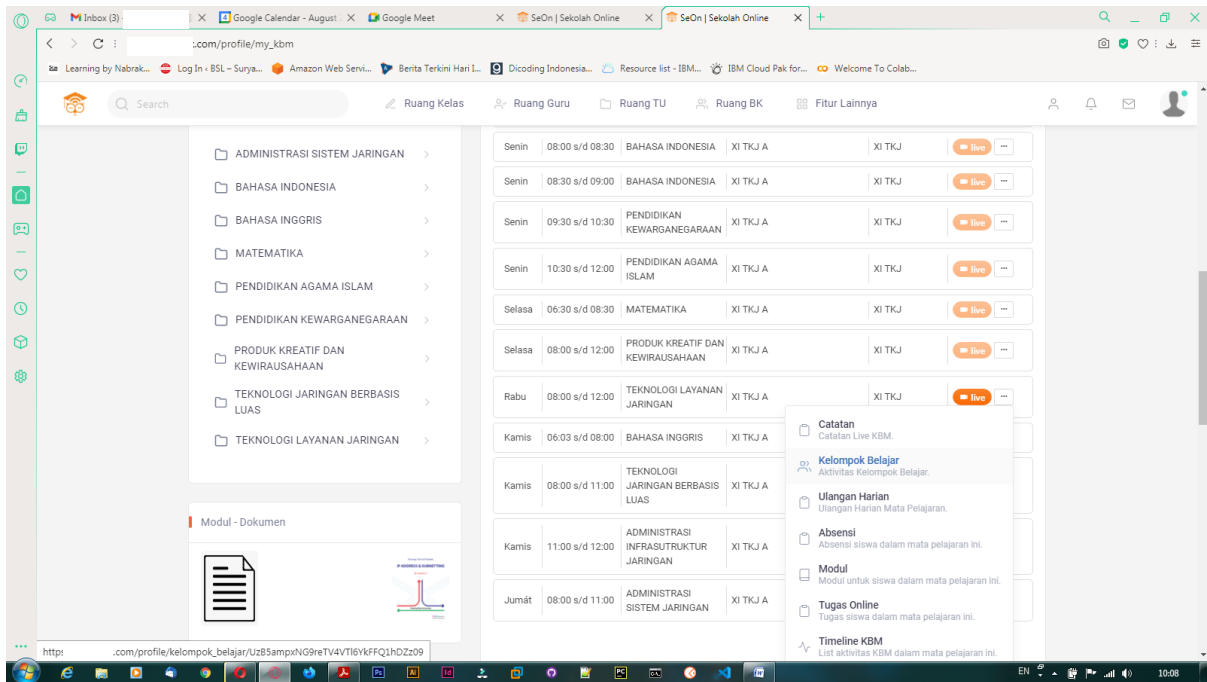 M Inbox (3)
Google Calendar - August
Google Meet
SeOn | Sekolah Online
SeOn | Sekolah Online
.com/profile/my_kbm
Learning by Nabrak...
Log In ‹ BSL – Surya...
Amazon Web Servi...
Berita Terkini Hari I...
Dicoding Indonesia...
Resource list - IBM...
IBM Cloud Pak for...
Welcome To Colab...
Search
Ruang Kelas
Ruang Guru
Ruang TU
Ruang BK
Fitur Lainnya
ADMINISTRASI SISTEM JARINGAN
BAHASA INDONESIA
BAHASA INGGRIS
MATEMATIKA
PENDIDIKAN AGAMA ISLAM
PENDIDIKAN KEWARGANEGARAAN
PRODUK KREATIF DAN
KEWIRAUSAHAAN
TEKNOLOGI JARINGAN BERBASIS
LUAS
TEKNOLOGI LAYANAN JARINGAN
Modul - Dokumen
IP ADDRESS & SUBNETTING
Senin 08:00 s/d 08:30 BAHASA INDONESIA XI TKJ A XI TKJ live ...
Senin 08:30 s/d 09:00 BAHASA INDONESIA XI TKJ A XI TKJ live ...
Senin 09:30 s/d 10:30 PENDIDIKAN
KEWARGANEGARAAN XI TKJ A XI TKJ live ...
Senin 10:30 s/d 12:00 PENDIDIKAN AGAMA
ISLAM XI TKJ A XI TKJ live ...
Selasa 06:30 s/d 08:30 MATEMATIKA XI TKJ A XI TKJ live ...
Selasa 08:00 s/d 12:00 PRODUK KREATIF DAN
KEWIRAUSAHAAN XI TKJ A XI TKJ live ...
Rabu 08:00 s/d 12:00 TEKNOLOGI LAYANAN
JARINGAN XI TKJ A XI TKJ live ...
Kamis 06:03 s/d 08:00 BAHASA INGGRIS XI TKJ A
Kamis 08:00 s/d 11:00 TEKNOLOGI
JARINGAN BERBASIS
LUAS XI TKJ A
Kamis 11:00 s/d 12:00 ADMINISTRASI
INFRASUTRUKTUR
JARINGAN XI TKJ A
Jumát 08:00 s/d 11:00 ADMINISTRASI
SISTEM JARINGAN XI TKJ A
Catatan
Catatan Live KBM.
Kelompok Belajar
Aktivitas Kelompok Belajar.
Ulangan Harian
Ulangan Harian Mata Pelajaran.
Absensi
Absensi siswa dalam mata pelajaran ini.
Modul
Modul untuk siswa dalam mata pelajaran ini.
Tugas Online
Tugas siswa dalam mata pelajaran ini.
Timeline KBM
List aktivitas KBM dalam mata pelajaran ini.
https .com/profile/kelompok_belajar/UzB5ampxNG9reTV4VTl6YkFFQ1hDZz09
Ps
Ai
Id
PC
EN
10:08